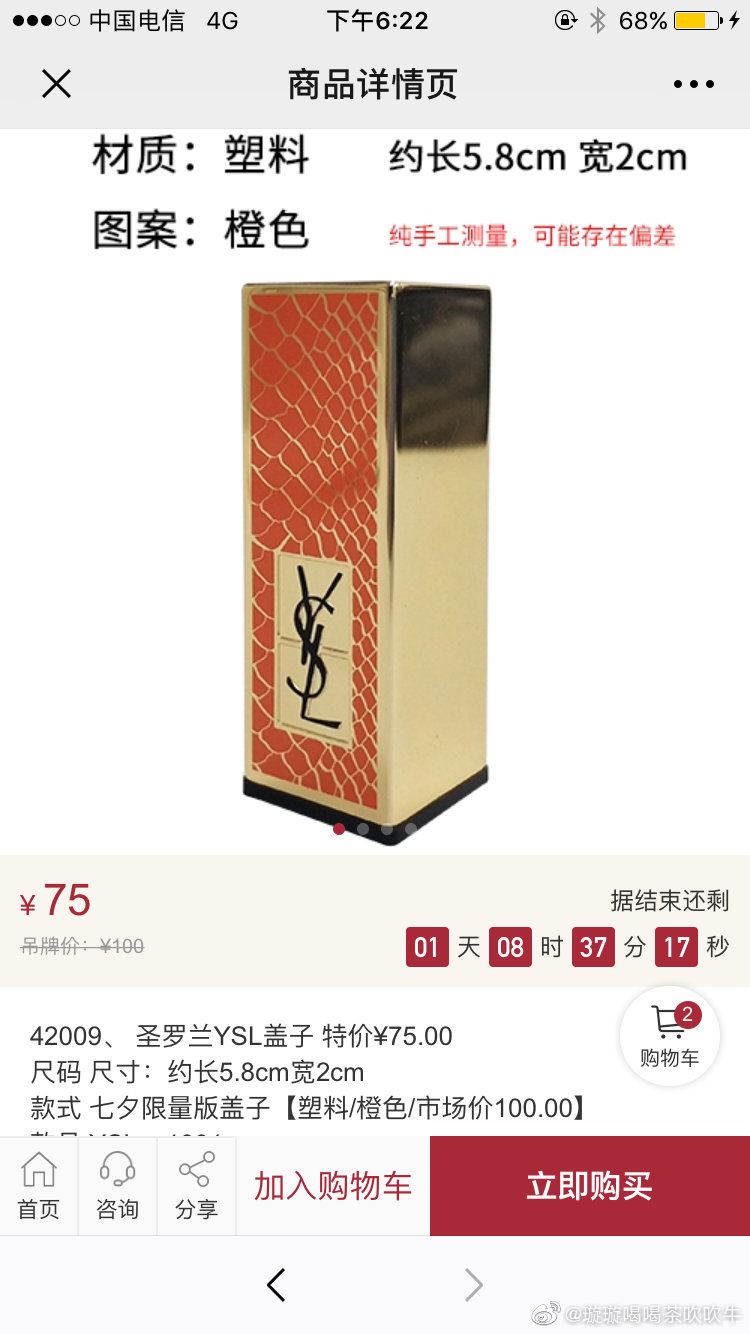 中国电信 4G 下午6:22 68%
商品详情页
材质：塑料 约长5.8cm 宽2cm
图案：橙色 纯手工测量，可能存在偏差
YSL
¥75 据结束还剩
吊牌价：¥100 01 天 08 时 37 分 17 秒
2
购物车
42009、 圣罗兰YSL盖子 特价¥75.00
尺码 尺寸：约长5.8cm宽2cm
款式 七夕限量版盖子【塑料/橙色/市场价100.00】
首页 咨询 分享 加入购物车 立即购买
@璇璇喝喝茶吹吹牛